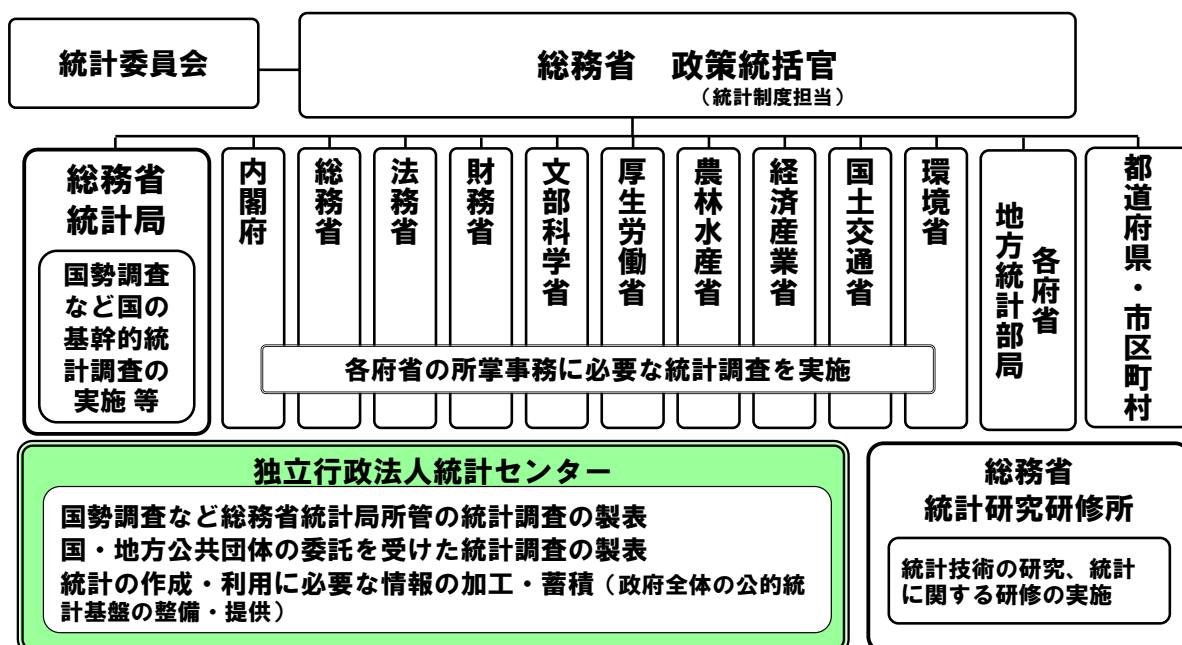 統計委員会
総務省　政策統括官
（統計制度担当）
総務省
統計局
国勢調査
など国の
基幹的統
計調査の
実施 等
内閣府
総務省
法務省
財務省
文部科学省
厚生労働省
農林水産省
経済産業省
国土交通省
環境省
各府省
地方統計部局
都道府県・市区町村
各府省の所掌事務に必要な統計調査を実施
独立行政法人統計センター
国勢調査など総務省統計局所管の統計調査の製表
国・地方公共団体の委託を受けた統計調査の製表
統計の作成・利用に必要な情報の加工・蓄積（政府全体の公的統
計基盤の整備・提供）
総務省
統計研究研修所
統計技術の研究、統計
に関する研修の実施